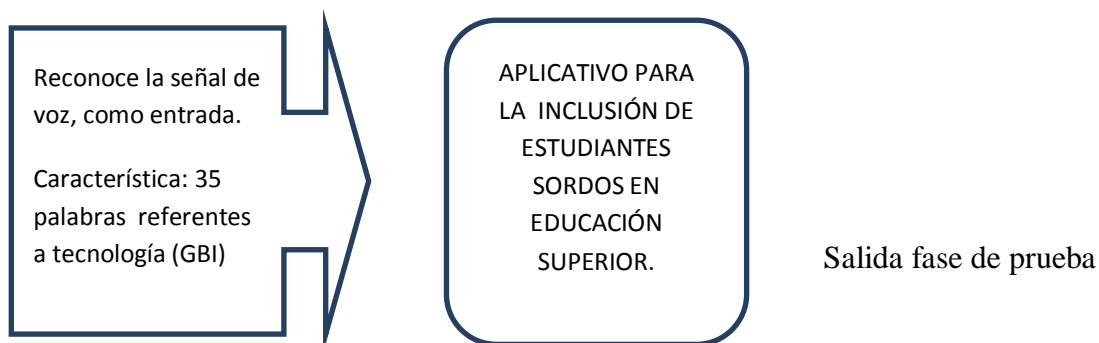 Reconoce la señal de
voz, como entrada.
Característica: 35
palabras referentes
a tecnología (GBI)
APLICATIVO PARA
LA INCLUSIÓN DE
ESTUDIANTES
SORDOS EN
EDUCACIÓN
SUPERIOR.
Salida fase de prueba